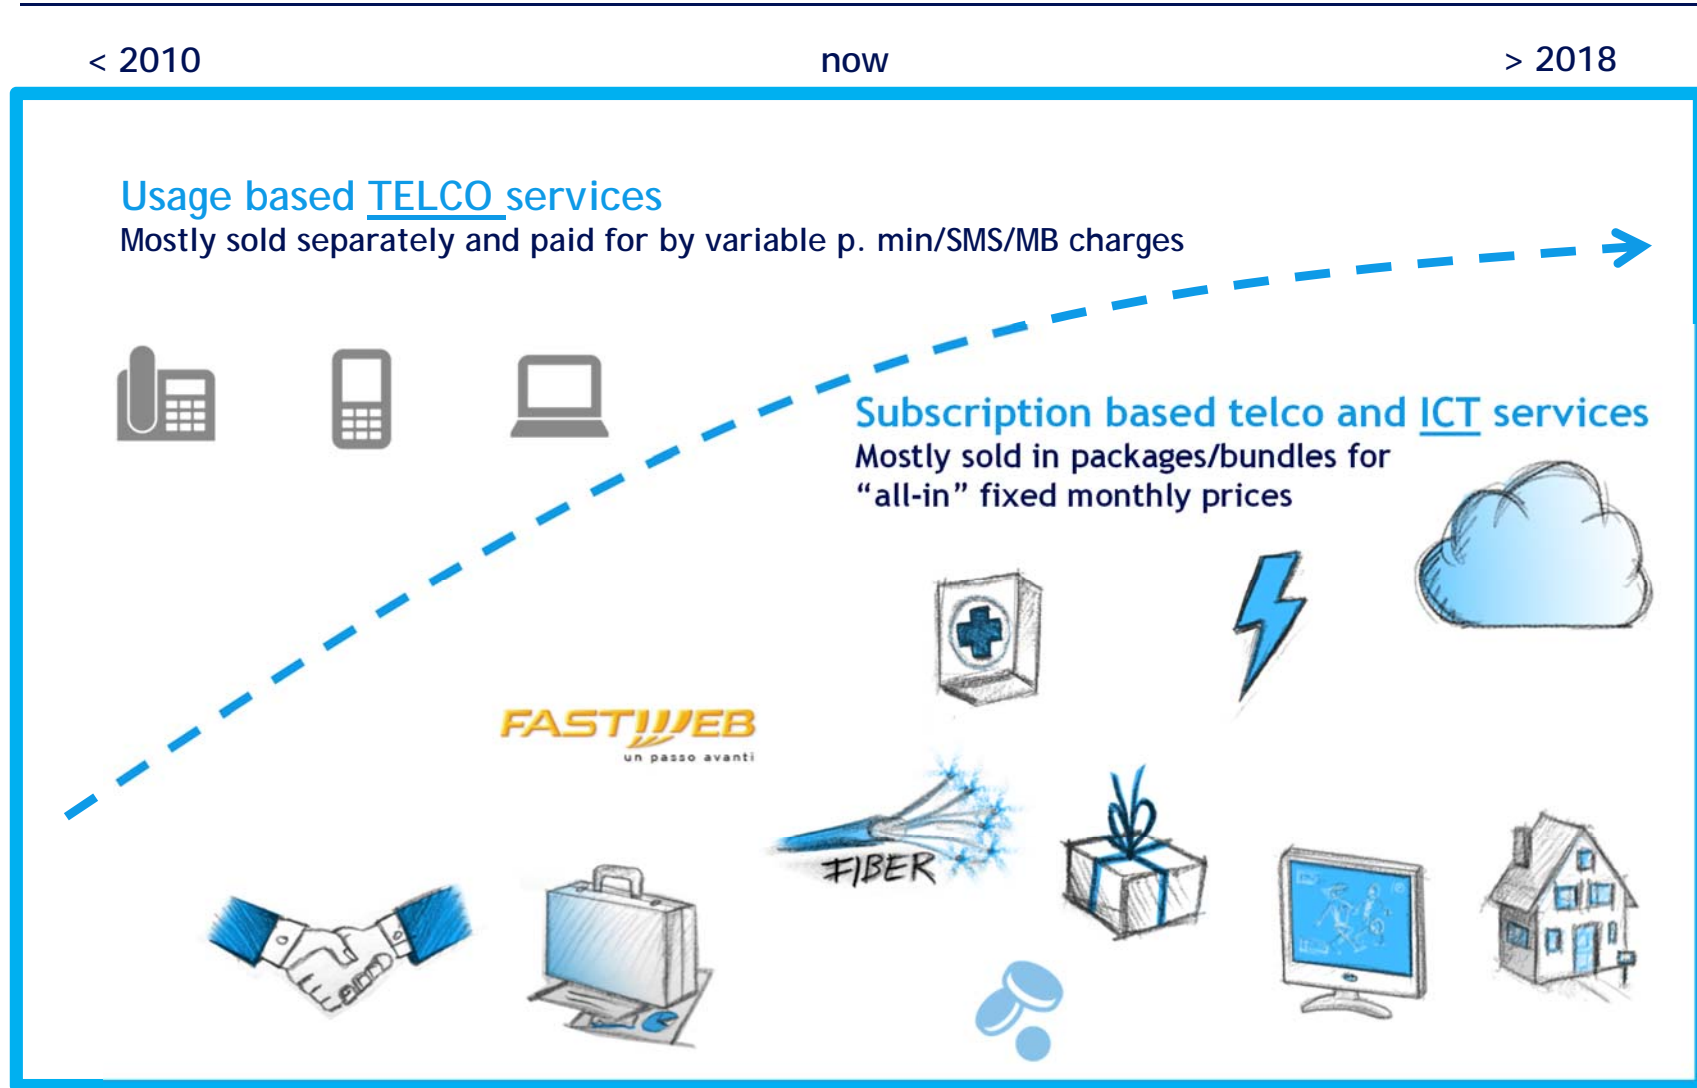 < 2010
now
> 2018
Usage based TELCO services
Mostly sold separately and paid for by variable p. min/SMS/MB charges
Subscription based telco and ICT services
Mostly sold in packages/bundles for
“all-in” fixed monthly prices
FASTWEB
un passo avanti
FIBER